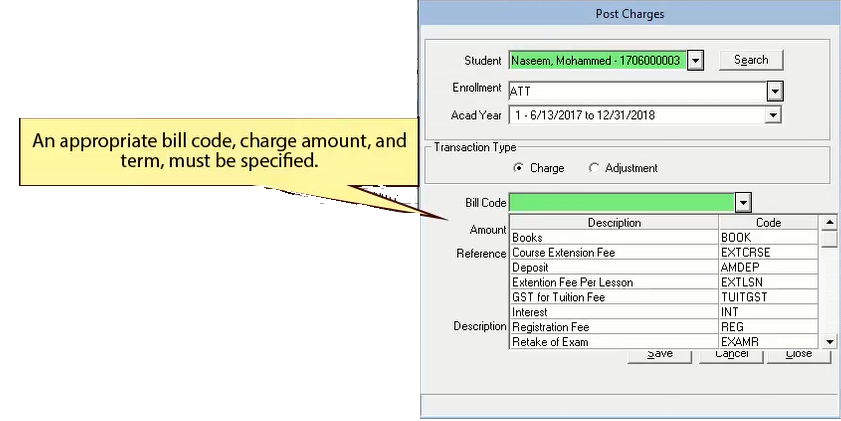 Post Charges
Student Naseem, Mohammed - 1706000003 Search
Enrollment ATT
Acad Year 1 - 6/13/2017 to 12/31/2018
An appropriate bill code, charge amount, and
term, must be specified.
Transaction Type
Charge Adjustment
Bill Code
Amount
Reference
Description
Description Code
Books BOOK
Course Extension Fee EXTCRSE
Deposit AMDEP
Extention Fee Per Lesson EXTLSN
GST for Tuition Fee TUITGST
Interest INT
Registration Fee REG
Retake of Exam EXAMR
Save Cancel Close